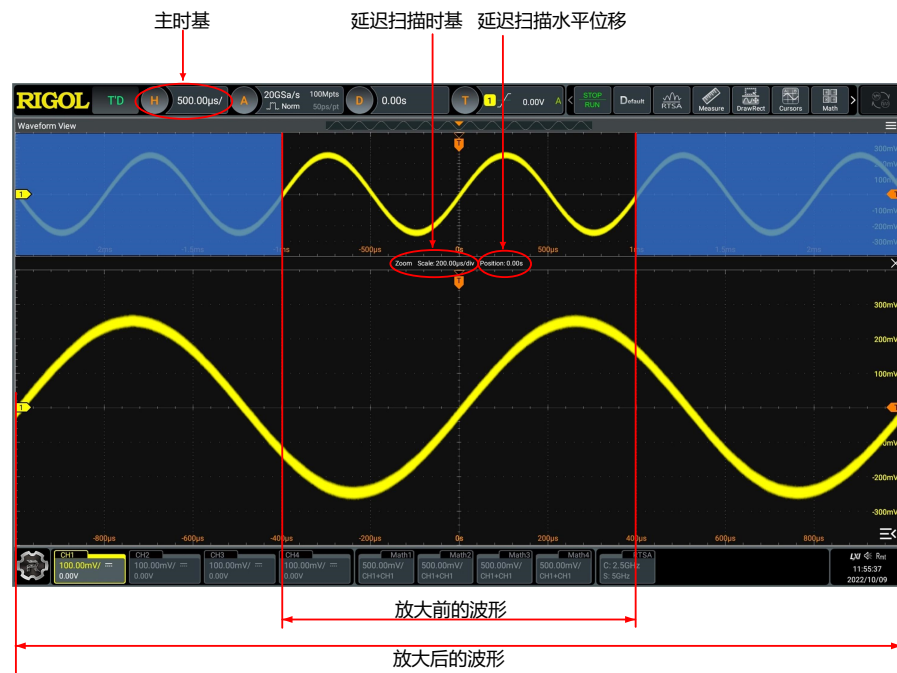 主时基 延迟扫描时基 延迟扫描水平位移
RIGOL T'D H 500.00μs/ A 20GSa/s 100Mpts D 0.00s T 1 0.00V A < STOP Default >
Norm 50ps/pt RUN RTSA Measure DrawRect Cursors Math
Waveform View
T
300mV
100mV
1
-100mV
-200mV
-300mV
-2ms -1.5ms -500μs 0s 500μs 1ms 1.5ms 2ms
Zoom Scale:200.00μs/div Position:0.00s X
T
300mV
200mV
100mV
1
-200mV
-300mV
-800μs -600μs -400μs -200μs 0s 200μs 400μs 600μs 800μs
CH1 CH2 CH3 CH4 Math1 Math2 Math3 Math4 RTSA
100.00mV/ 100.00mV/ 100.00mV/ 100.00mV/ 500.00mV/ 500.00mV/ 500.00mV/ 500.00mV/ C: 2.5GHz LXI Rmt
0.00V 0.00V 0.00V 0.00V CH1+CH1 CH1+CH1 CH1+CH1 CH1+CH1 S: 5GHz 11:55:37
2022/10/09
放大前的波形
放大后的波形